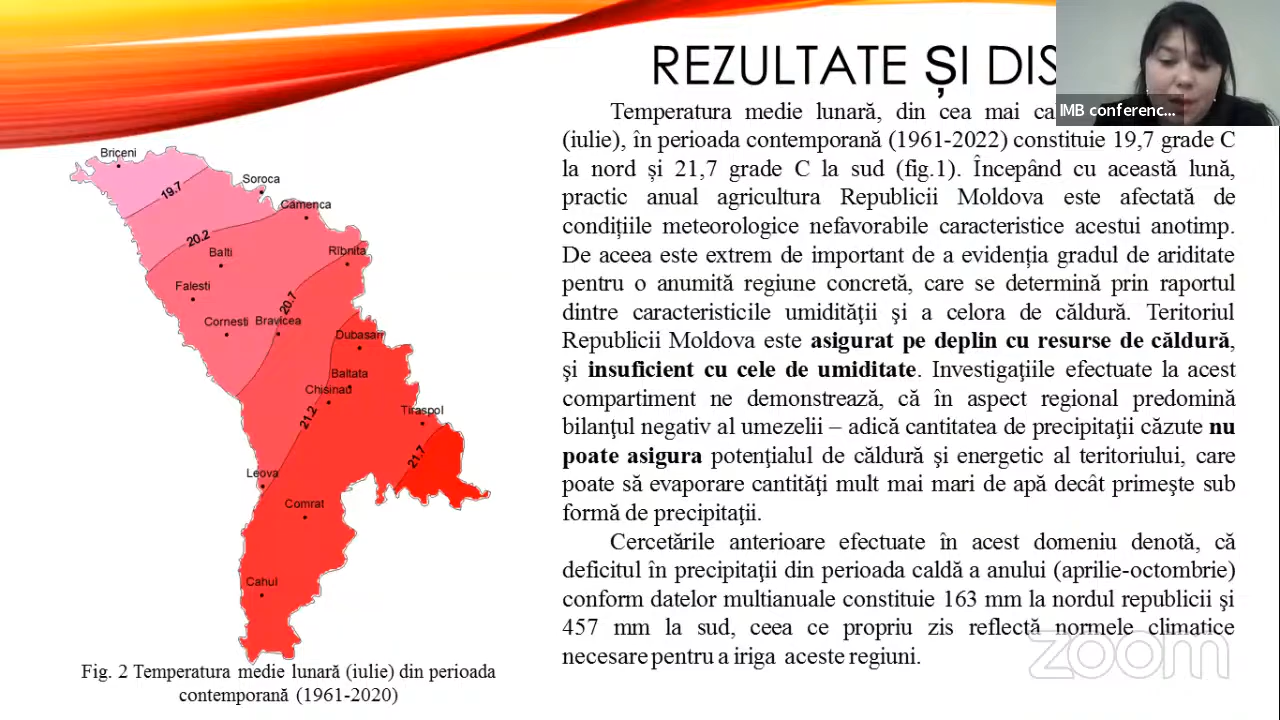 REZULTATE ȘI DIS
IMB conferenc...
Temperatura medie lunară, din cea mai ca
(iulie), în perioada contemporană (1961-2022) constituie 19,7 grade C
la nord și 21,7 grade C la sud (fig.1). Începând cu această lună,
practic anual agricultura Republicii Moldova este afectată de
condițiile meteorologice nefavorabile caracteristice acestui anotimp.
De aceea este extrem de important de a evidenția gradul de ariditate
pentru o anumită regiune concretă, care se determină prin raportul
dintre caracteristicile umidităţii şi a celora de căldură. Teritoriul
Republicii Moldova este asigurat pe deplin cu resurse de căldură,
şi insuficient cu cele de umiditate. Investigaţiile efectuate la acest
compartiment ne demonstrează, că în aspect regional predomină
bilanţul negativ al umezelii – adică cantitatea de precipitaţii căzute nu
poate asigura potenţialul de căldură şi energetic al teritoriului, care
poate să evaporare cantităţi mult mai mari de apă decât primeşte sub
formă de precipitaţii.
Cercetările anterioare efectuate în acest domeniu denotă, că
deficitul în precipitaţii din perioada caldă a anului (aprilie-octombrie)
conform datelor multianuale constituie 163 mm la nordul republicii şi
457 mm la sud, ceea ce propriu zis reflectă normele climatice
necesare pentru a iriga aceste regiuni.
Briceni
19.7
Soroca
Camenca
20.2
Balti
Rîbnita
Falesti
20.7
Cornesti
Bravicea
Dubasari
Baltata
Chisinau
21.2
Tiraspol
21.7
Leova
Comrat
Cahul
Fig. 2 Temperatura medie lunară (iulie) din perioada
contemporană (1961-2020)
zoom